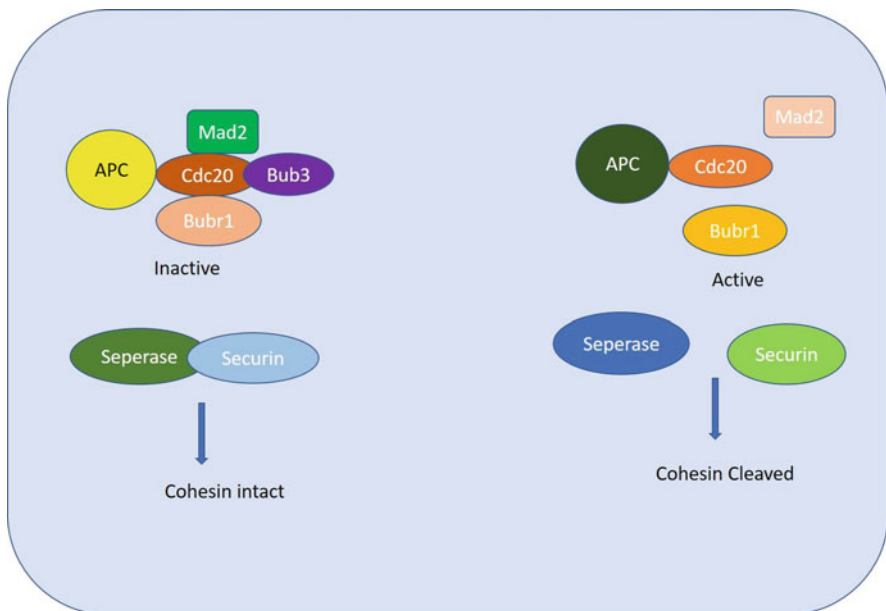 Mad2
APC
Cdc20
Bub3
Bubr1
Inactive
Seperase
Securin
Cohesin intact
Mad2
APC
Cdc20
Bubr1
Active
Seperase
Securin
Cohesin Cleaved